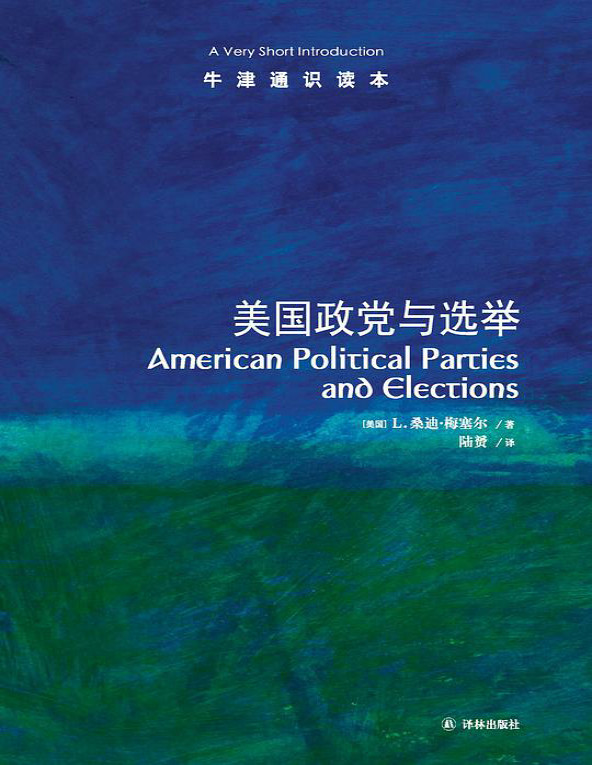 A Very Short Introduction
牛津通识读本
美国政党与选举
American Political Parties
and Elections
[美国] L.桑迪·梅塞尔 / 著
陆赟 / 译
译林出版社